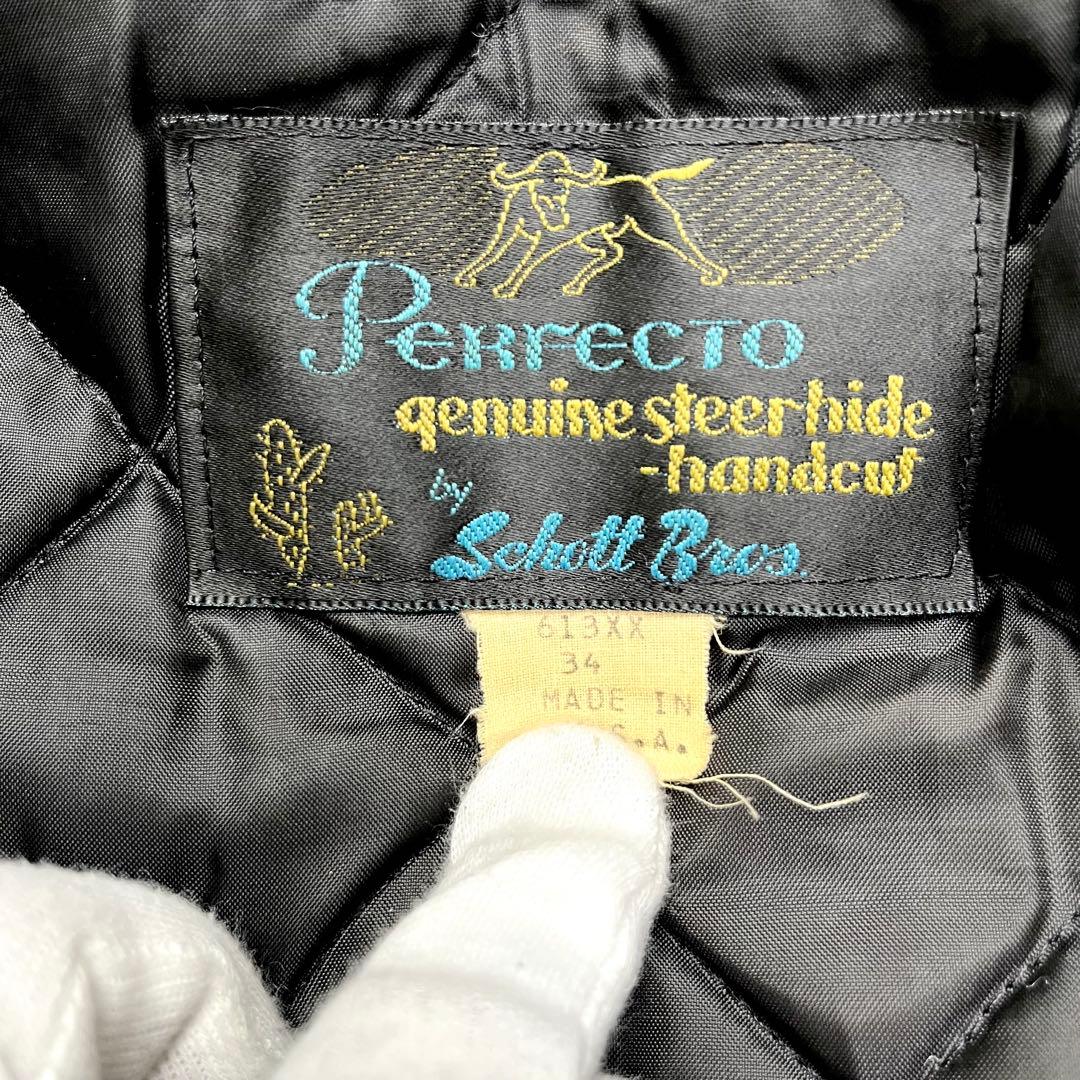 PERFECTO
genuine steerhide
-handcut
by
Schott Bros.
613XX
34
MADE IN
S.A.